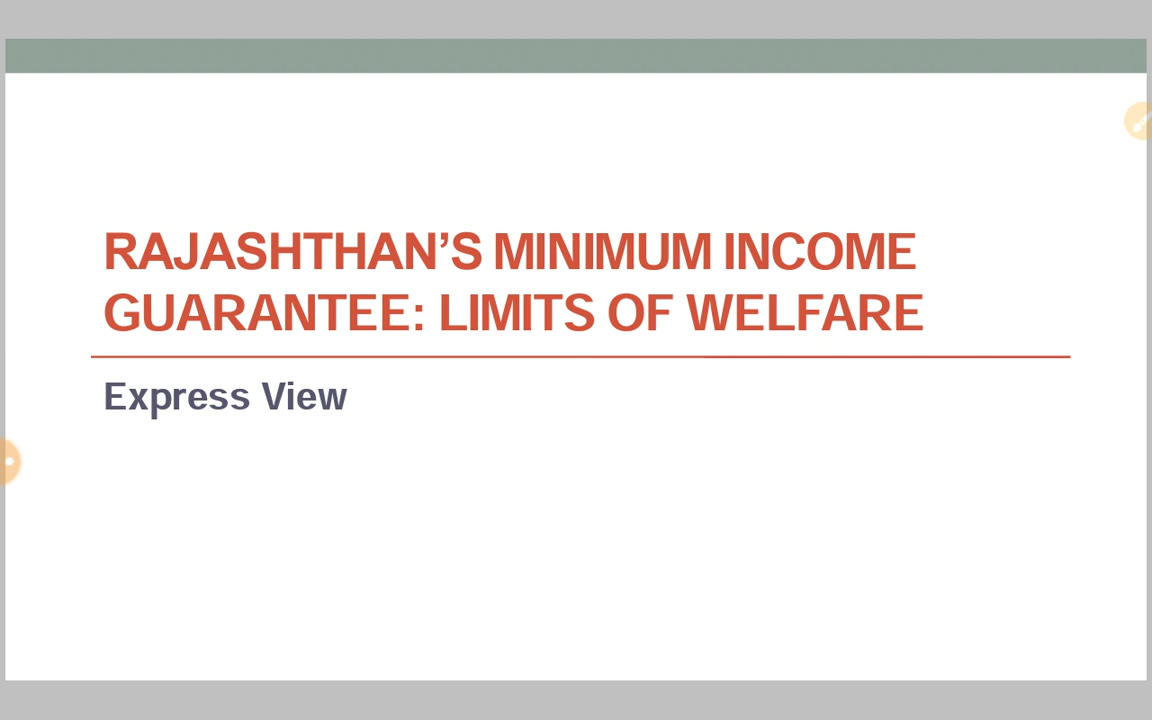 RAJASHTHAN’S MINIMUM INCOME
GUARANTEE: LIMITS OF WELFARE
Express View